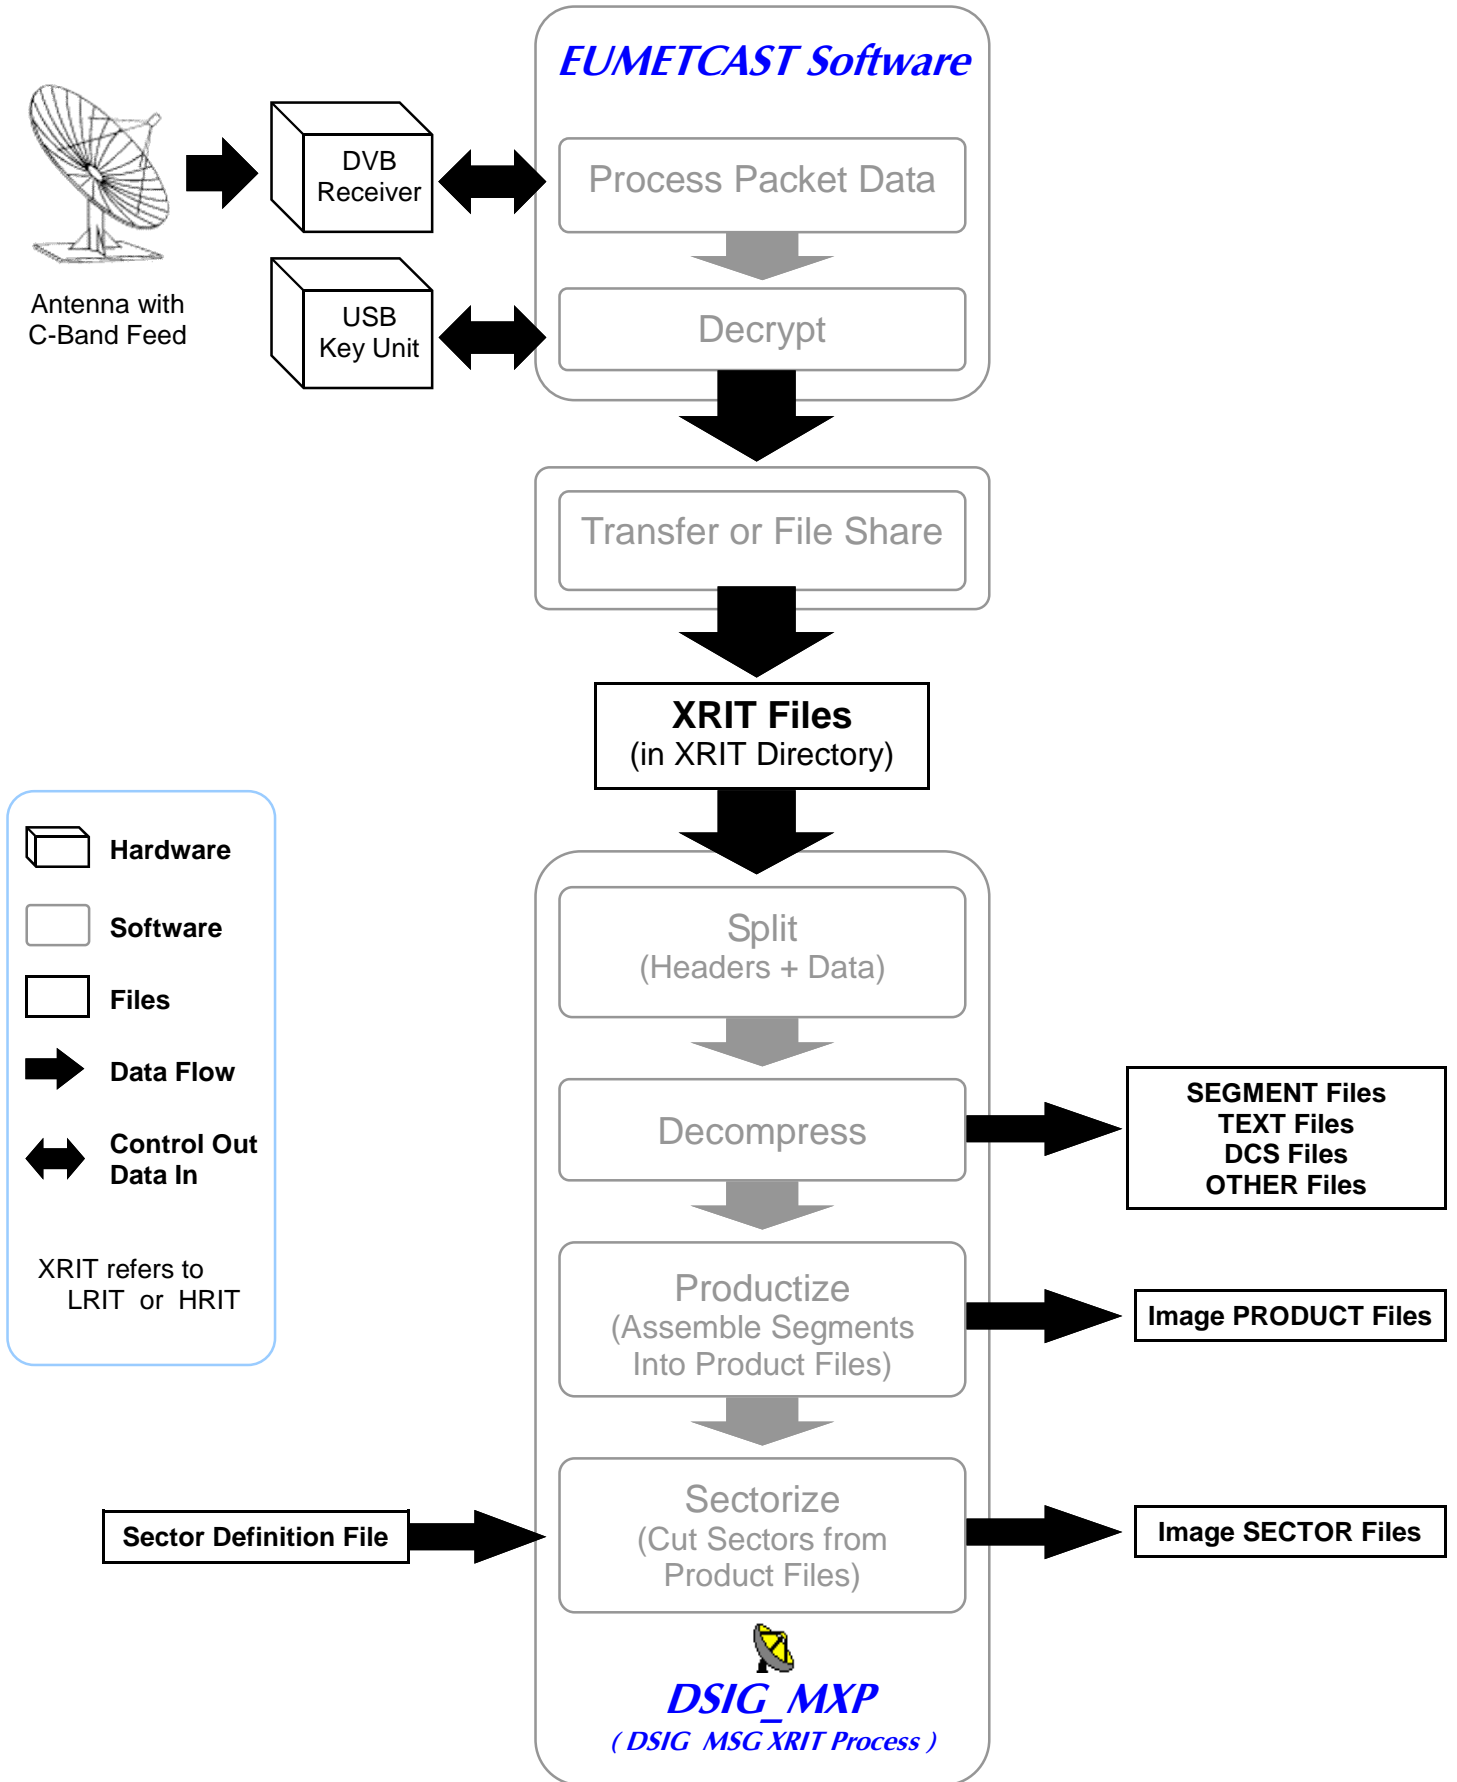 EUMETCAST Software
DVB
Receiver
Process Packet Data
Antenna with
C-Band Feed
USB
Key Unit
Decrypt
Transfer or File Share
XRIT Files
(in XRIT Directory)
Hardware
Software
Files
Data Flow
Control Out
Data In
XRIT refers to
LRIT or HRIT
Split
(Headers + Data)
Decompress
SEGMENT Files
TEXT Files
DCS Files
OTHER Files
Productize
(Assemble Segments
Into Product Files)
Image PRODUCT Files
Sector Definition File
Sectorize
(Cut Sectors from
Product Files)
Image SECTOR Files
DSIG_MXP
( DSIG MSG XRIT Process )